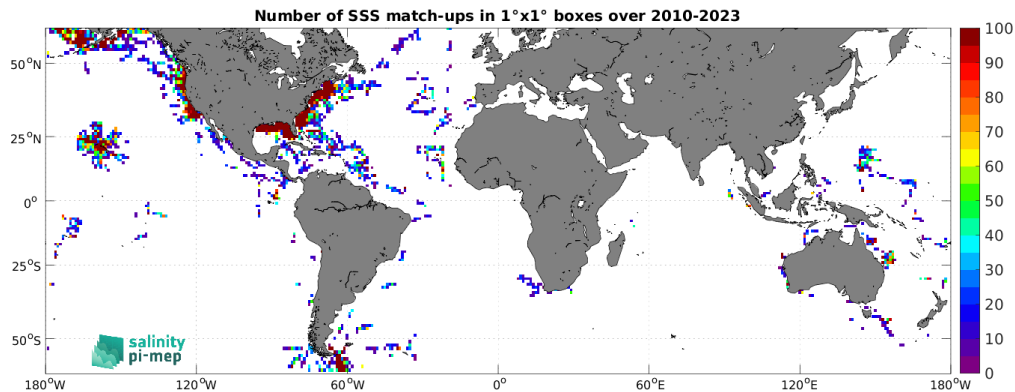 Number of SSS match-ups in 1°x1° boxes over 2010-2023
50°N
25°N
0°
25°S
50°S
180°W
120°W
60°W
0°
60°E
120°E
180°W
100
90
80
70
60
50
40
30
20
10
0
salinity
pi-mep